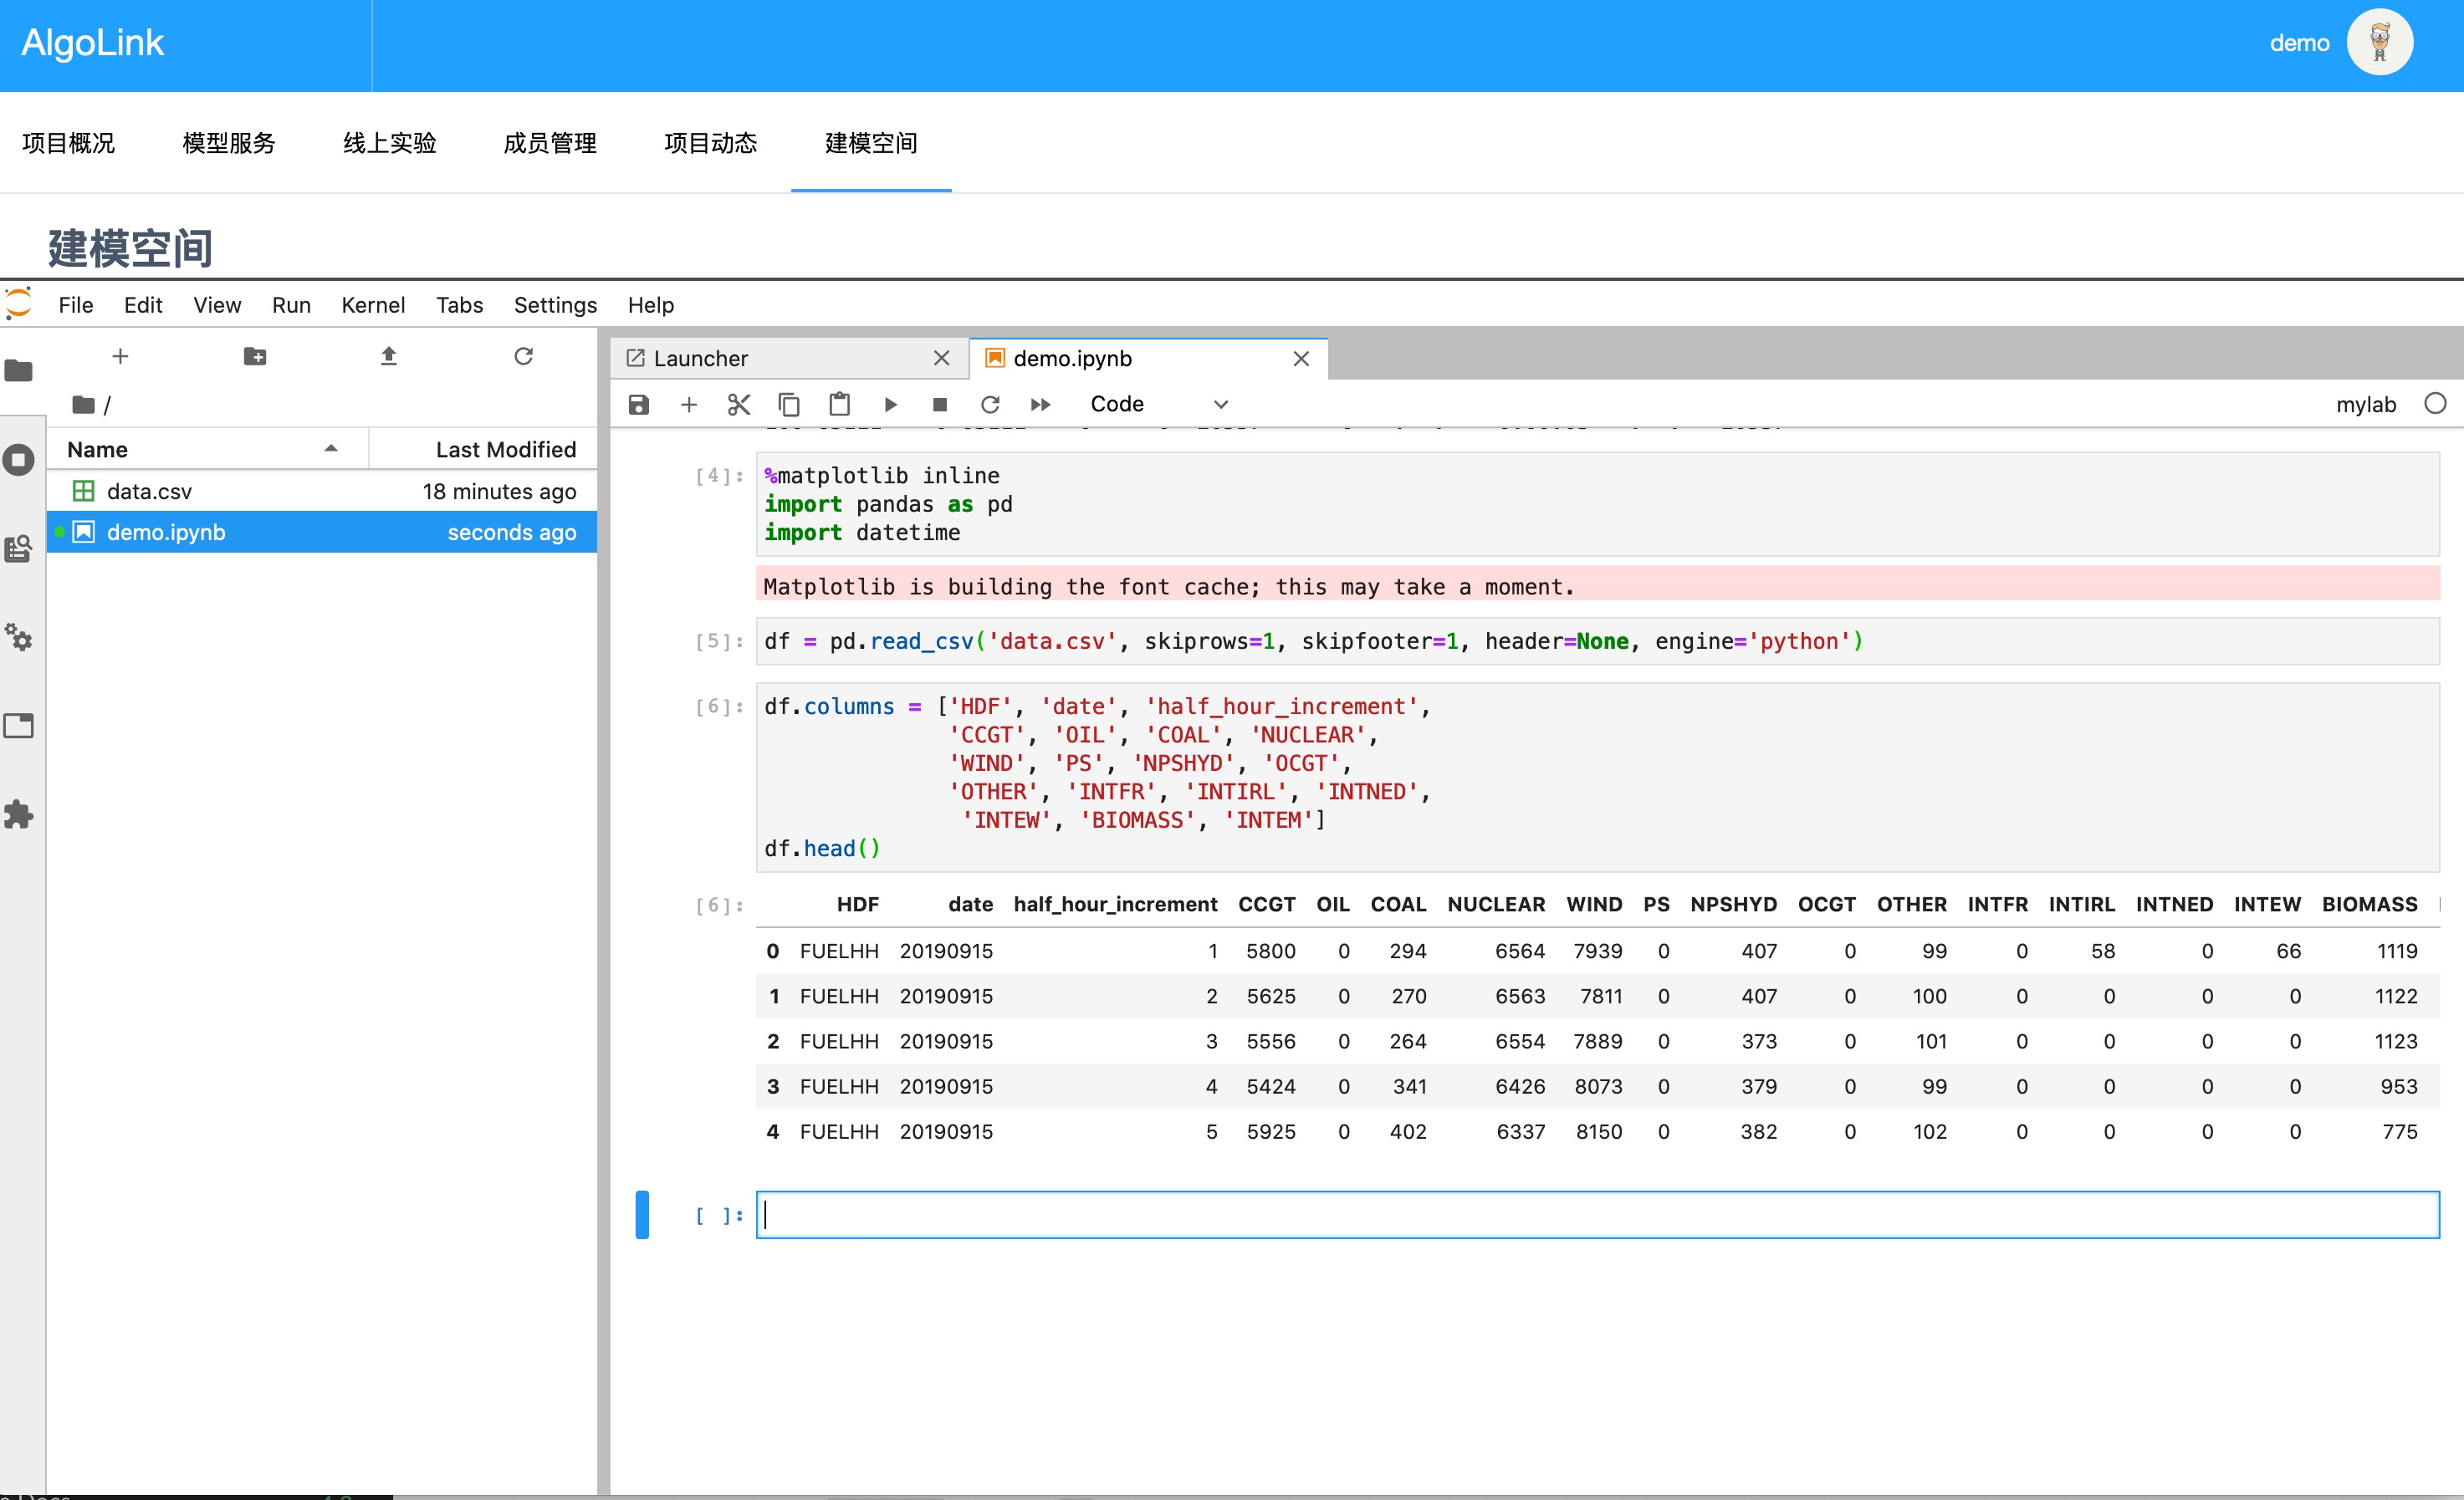 AlgoLink
demo
项目概况 模型服务 线上实验 成员管理 项目动态 建模空间
建模空间
File Edit View Run Kernel Tabs Settings Help
Launcher demo.ipynb
/
Code mylab
Name Last Modified
data.csv 18 minutes ago
demo.ipynb seconds ago
[4]: %matplotlib inline
import pandas as pd
import datetime
Matplotlib is building the font cache; this may take a moment.
[5]: df = pd.read_csv('data.csv', skiprows=1, skipfooter=1, header=None, engine='python')
[6]: df.columns = ['HDF', 'date', 'half_hour_increment',
'CCGT', 'OIL', 'COAL', 'NUCLEAR',
'WIND', 'PS', 'NPSHYD', 'OCGT',
'OTHER', 'INTFR', 'INTIRL', 'INTNED',
'INTEW', 'BIOMASS', 'INTEM']
df.head()
[6]: HDF date half_hour_increment CCGT OIL COAL NUCLEAR WIND PS NPSHYD OCGT OTHER INTFR INTIRL INTNED INTEW BIOMASS
0 FUELHH 20190915 1 5800 0 294 6564 7939 0 407 0 99 0 58 0 66 1119
1 FUELHH 20190915 2 5625 0 270 6563 7811 0 407 0 100 0 0 0 0 1122
2 FUELHH 20190915 3 5556 0 264 6554 7889 0 373 0 101 0 0 0 0 1123
3 FUELHH 20190915 4 5424 0 341 6426 8073 0 379 0 99 0 0 0 0 953
4 FUELHH 20190915 5 5925 0 402 6337 8150 0 382 0 102 0 0 0 0 775
[ ]: